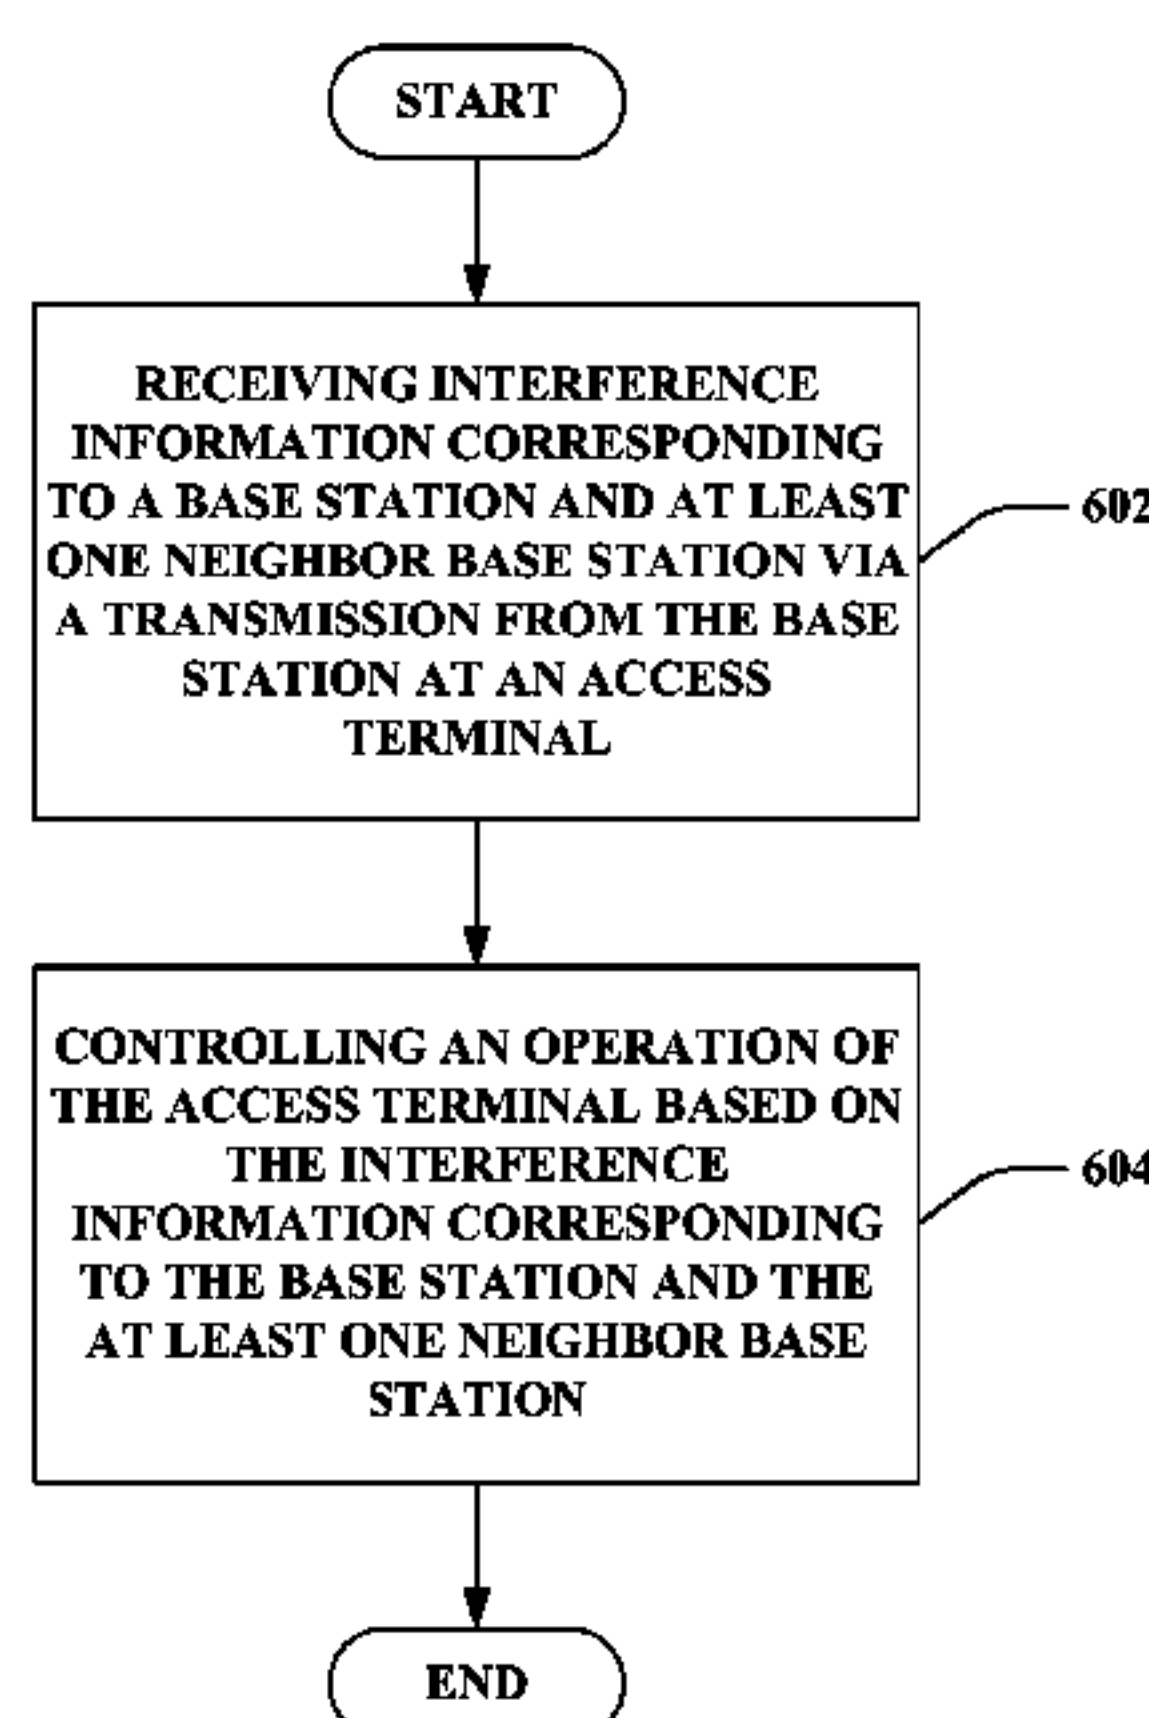 START
RECEIVING INTERFERENCE
INFORMATION CORRESPONDING
TO A BASE STATION AND AT LEAST
ONE NEIGHBOR BASE STATION VIA
A TRANSMISSION FROM THE BASE
STATION AT AN ACCESS
TERMINAL
602
CONTROLLING AN OPERATION OF
THE ACCESS TERMINAL BASED ON
THE INTERFERENCE
INFORMATION CORRESPONDING
TO THE BASE STATION AND THE
AT LEAST ONE NEIGHBOR BASE
STATION
604
END